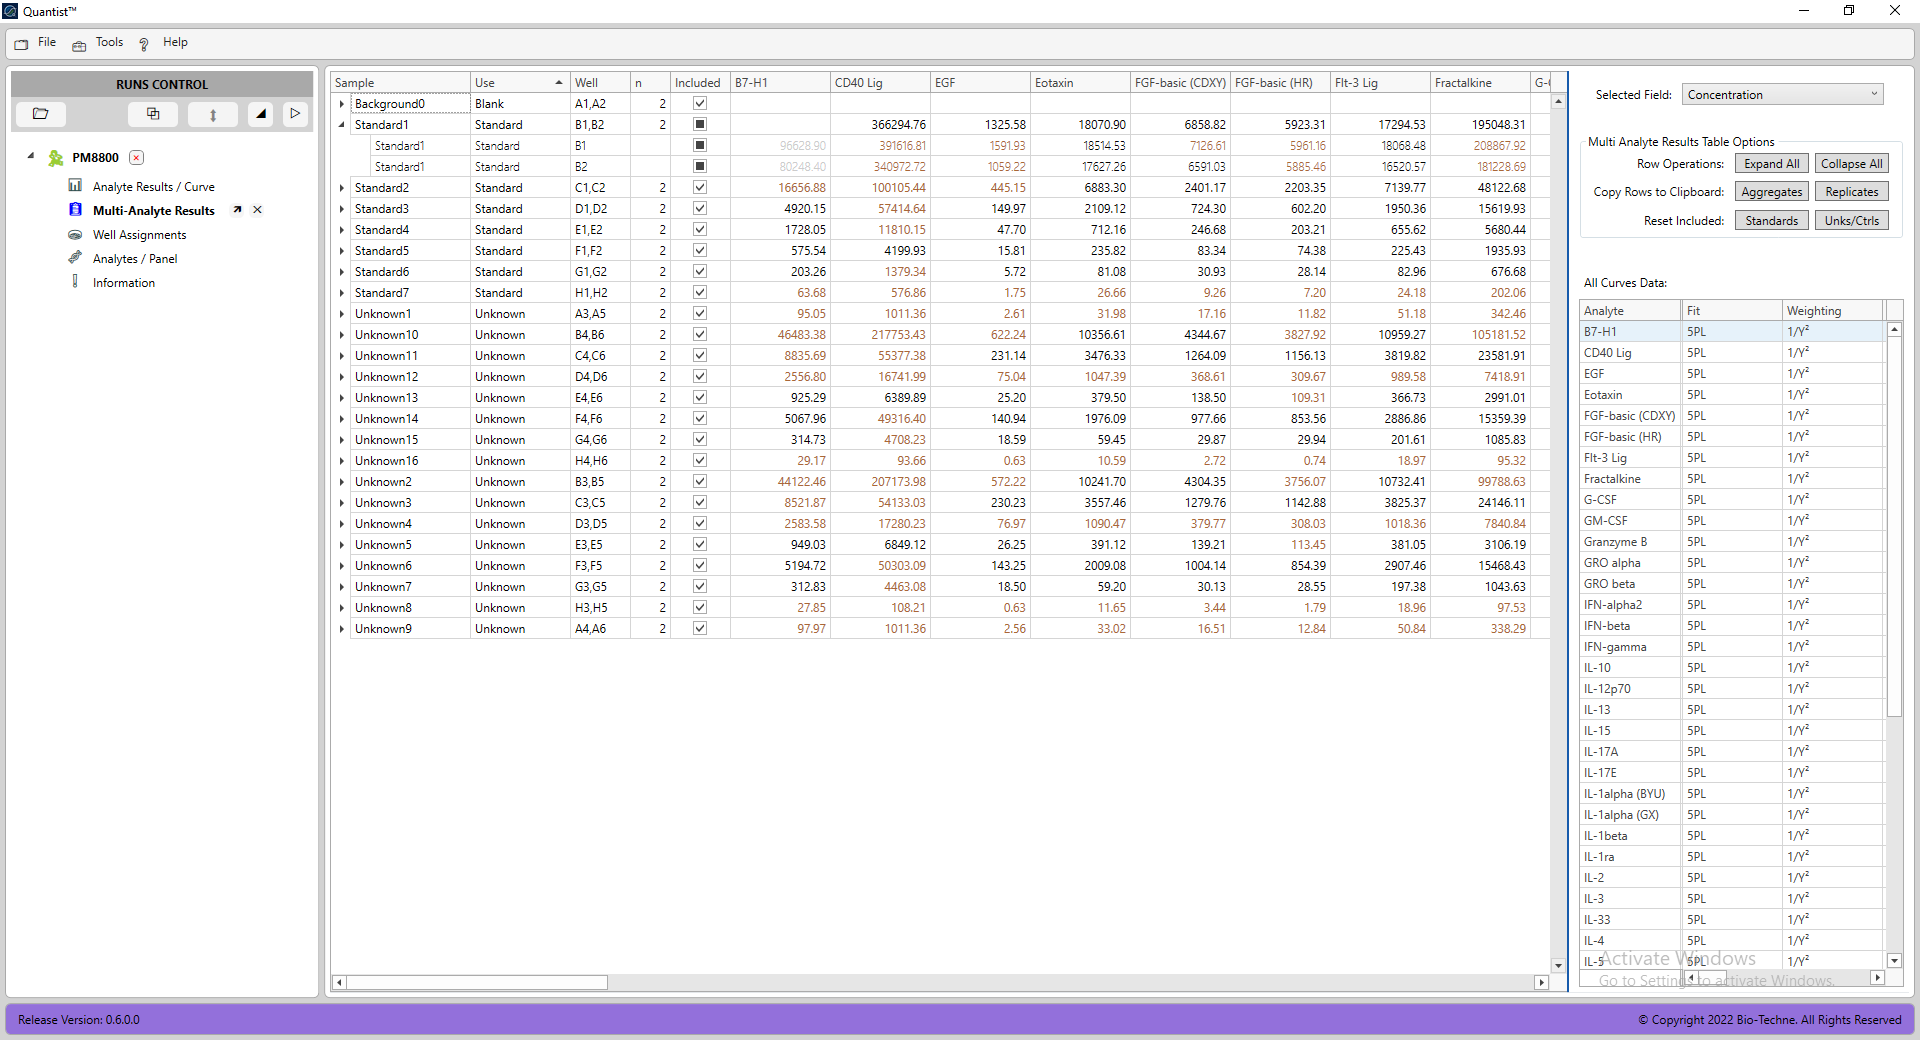 Quantist™
File Tools Help
RUNS CONTROL
PM8800
Analyte Results / Curve
Multi-Analyte Results
Well Assignments
Analytes / Panel
Information
Sample Use Well n Included B7-H1 CD40 Lig EGF Eotaxin FGF-basic (CDXY) FGF-basic (HR) Flt-3 Lig Fractalkine
Background0 Blank A1,A2 2
Standard1 Standard B1,B2 2 366294.76 1325.58 18070.90 6858.82 5923.31 17294.53 195048.31
Standard1 Standard B1 96628.90 391616.81 1591.93 18514.53 7126.61 5961.16 18068.48 208867.92
Standard1 Standard B2 80248.40 340972.72 1059.22 17627.26 6591.03 5885.46 16520.57 181228.69
Standard2 Standard C1,C2 2 16656.88 100105.44 445.15 6883.30 2401.17 2203.35 7139.77 48122.68
Standard3 Standard D1,D2 2 4920.15 57414.64 149.97 2109.12 724.30 602.20 1950.36 15619.93
Standard4 Standard E1,E2 2 1728.05 11810.15 47.70 712.16 246.68 203.21 655.62 5680.44
Standard5 Standard F1,F2 2 575.54 4199.93 15.81 235.82 83.34 74.38 225.43 1935.93
Standard6 Standard G1,G2 2 203.26 1379.34 5.72 81.08 30.93 28.14 82.96 676.68
Standard7 Standard H1,H2 2 63.68 576.86 1.75 26.66 9.26 7.20 24.18 202.06
Unknown1 Unknown A3,A5 2 95.05 1011.36 2.61 31.98 17.16 11.82 51.18 342.46
Unknown10 Unknown B4,B6 2 46483.38 217753.43 622.24 10356.61 4344.67 3827.92 10959.27 105181.52
Unknown11 Unknown C4,C6 2 8835.69 55377.38 231.14 3476.33 1264.09 1156.13 3819.82 23581.91
Unknown12 Unknown D4,D6 2 2556.80 16741.99 75.04 1047.39 368.61 309.67 989.58 7418.91
Unknown13 Unknown E4,E6 2 925.29 6389.89 25.20 379.50 138.50 109.31 366.73 2991.01
Unknown14 Unknown F4,F6 2 5067.96 49316.40 140.94 1976.09 977.66 853.56 2886.86 15359.39
Unknown15 Unknown G4,G6 2 314.73 4708.23 18.59 59.45 29.87 29.94 201.61 1085.83
Unknown16 Unknown H4,H6 2 29.17 93.66 0.63 10.59 2.72 0.74 18.97 95.32
Unknown2 Unknown B3,B5 2 44122.46 207173.98 572.22 10241.70 4304.35 3756.07 10732.41 99788.63
Unknown3 Unknown C3,C5 2 8521.87 54133.03 230.23 3557.46 1279.76 1142.88 3825.37 24146.11
Unknown4 Unknown D3,D5 2 2583.58 17280.23 76.97 1090.47 379.77 308.03 1018.36 7840.84
Unknown5 Unknown E3,E5 2 949.03 6849.12 26.25 391.12 139.21 113.45 381.05 3106.19
Unknown6 Unknown F3,F5 2 5194.72 50303.09 143.25 2009.08 1004.14 854.39 2907.46 15468.43
Unknown7 Unknown G3,G5 2 312.83 4463.08 18.50 59.20 30.13 28.55 197.38 1043.63
Unknown8 Unknown H3,H5 2 27.85 108.21 0.63 11.65 3.44 1.79 18.96 97.53
Unknown9 Unknown A4,A6 2 97.97 1011.36 2.56 33.02 16.51 12.84 50.84 338.29
Selected Field: Concentration
Multi Analyte Results Table Options
Row Operations: Expand All Collapse All
Copy Rows to Clipboard: Aggregates Replicates
Reset Included: Standards Unks/Ctrls
All Curves Data:
Analyte Fit Weighting
B7-H1 5PL 1/Y²
CD40 Lig 5PL 1/Y²
EGF 5PL 1/Y²
Eotaxin 5PL 1/Y²
FGF-basic (CDXY) 5PL 1/Y²
FGF-basic (HR) 5PL 1/Y²
Flt-3 Lig 5PL 1/Y²
Fractalkine 5PL 1/Y²
G-CSF 5PL 1/Y²
GM-CSF 5PL 1/Y²
Granzyme B 5PL 1/Y²
GRO alpha 5PL 1/Y²
GRO beta 5PL 1/Y²
IFN-alpha2 5PL 1/Y²
IFN-beta 5PL 1/Y²
IFN-gamma 5PL 1/Y²
IL-10 5PL 1/Y²
IL-12p70 5PL 1/Y²
IL-13 5PL 1/Y²
IL-15 5PL 1/Y²
IL-17A 5PL 1/Y²
IL-17E 5PL 1/Y²
IL-1alpha (BYU) 5PL 1/Y²
IL-1alpha (GX) 5PL 1/Y²
IL-1beta 5PL 1/Y²
IL-1ra 5PL 1/Y²
IL-2 5PL 1/Y²
IL-3 5PL 1/Y²
IL-33 5PL 1/Y²
IL-4 5PL 1/Y²
IL-5 5PL 1/Y²
Activate Windows
Go to Settings to activate Windows.
Release Version: 0.6.0.0
© Copyright 2022 Bio-Techne. All Rights Reserved